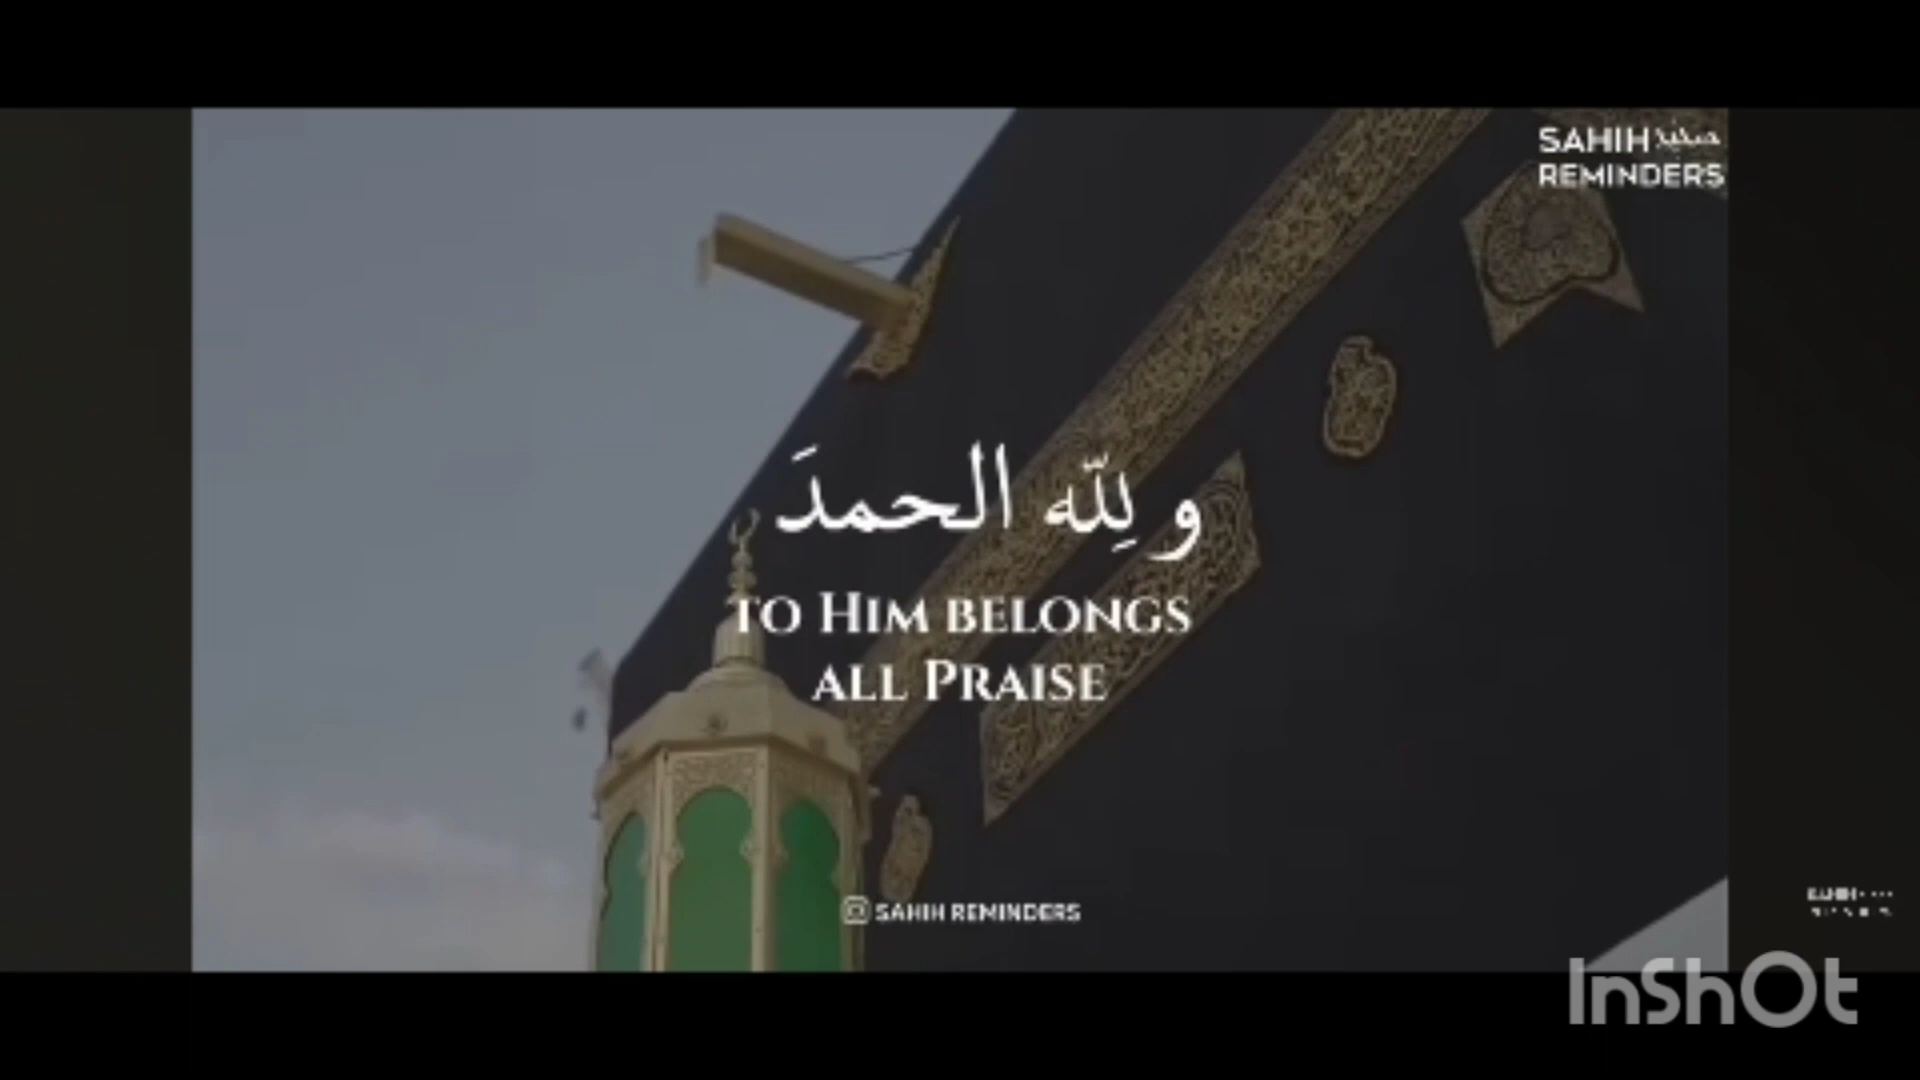 SAHIH صحيح
REMINDERS
و لِلّه الحمدَ
TO HIM BELONGS
ALL PRAISE
SAHIH REMINDERS
InShOt